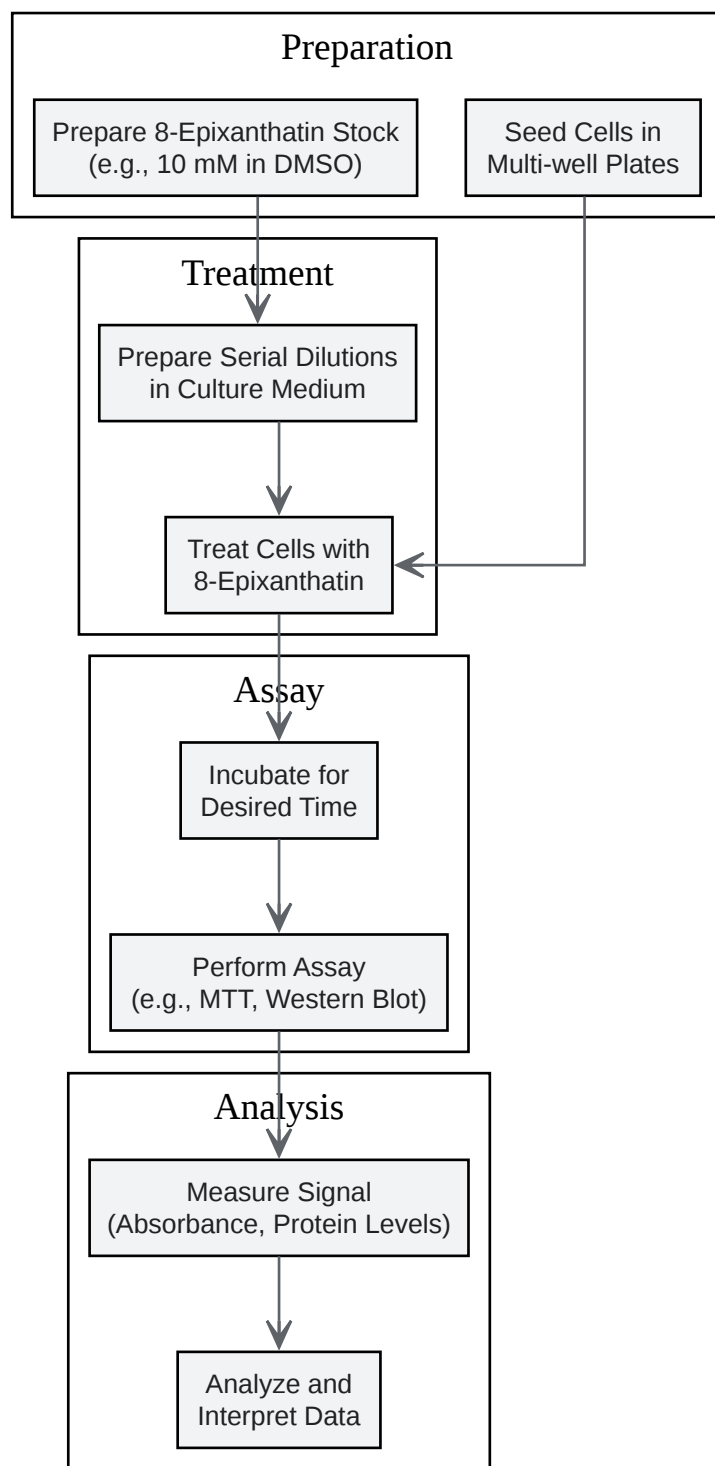 Preparation
Prepare 8-Epixanthatin Stock
(e.g., 10 mM in DMSO)
Seed Cells in
Multi-well Plates
Treatment
Prepare Serial Dilutions
in Culture Medium
Treat Cells with
8-Epixanthatin
Assay
Incubate for
Desired Time
Perform Assay
(e.g., MTT, Western Blot)
Analysis
Measure Signal
(Absorbance, Protein Levels)
Analyze and
Interpret Data